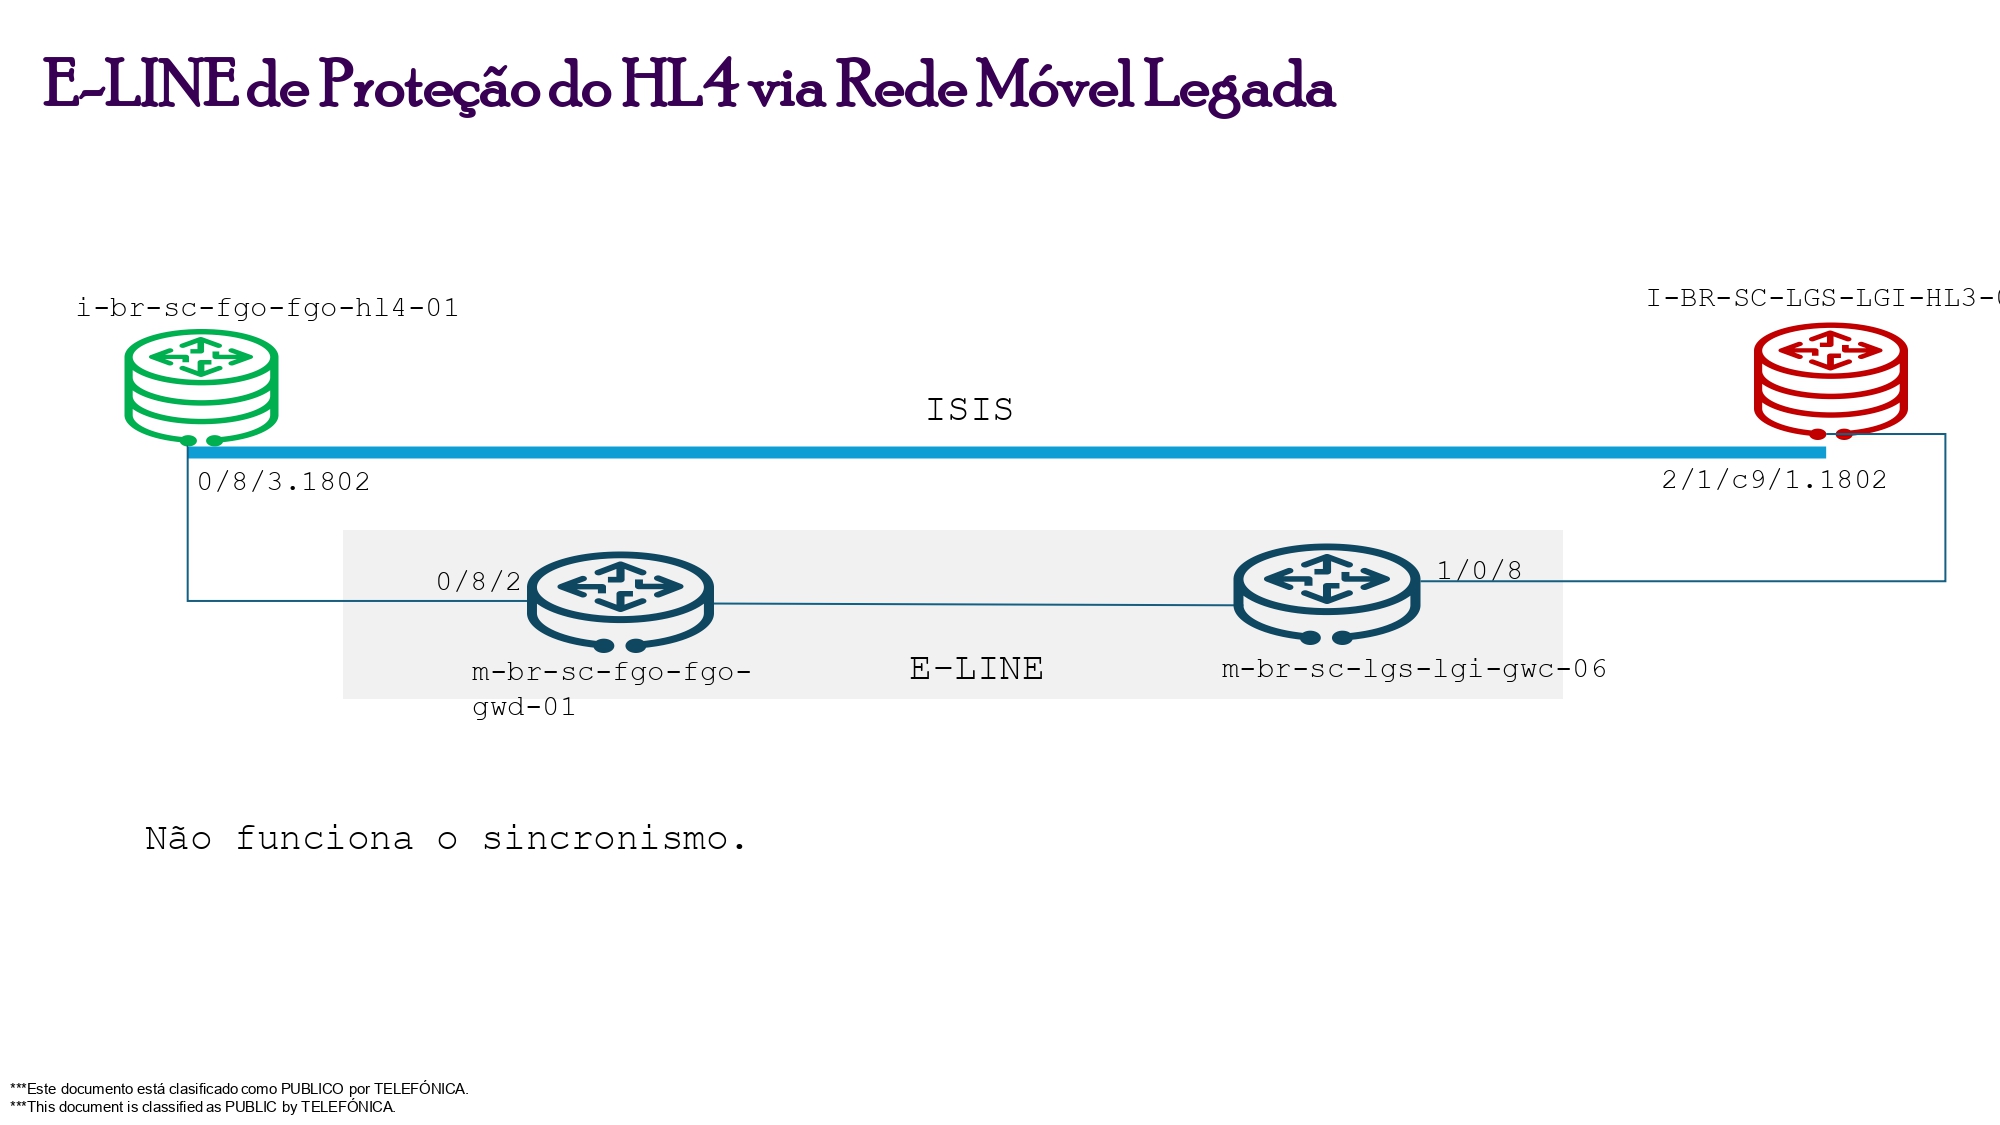 E-LINE de Proteção do HL4 via Rede Móvel Legada
i-br-sc-fgo-fgo-hl4-01
I-BR-SC-LGS-LGI-HL3-
ISIS
0/8/3.1802
2/1/c9/1.1802
0/8/2
1/0/8
m-br-sc-fgo-fgo-
gwd-01
E-LINE
m-br-sc-lgs-lgi-gwc-06
Não funciona o sincronismo.
***Este documento está clasificado como PUBLICO por TELEFÓNICA.
***This document is classified as PUBLIC by TELEFÓNICA.